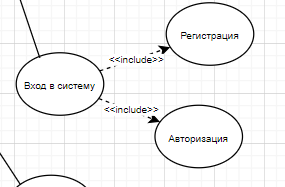 Регистрация
<<include>>
Вход в систему
<<include>>
Авторизация